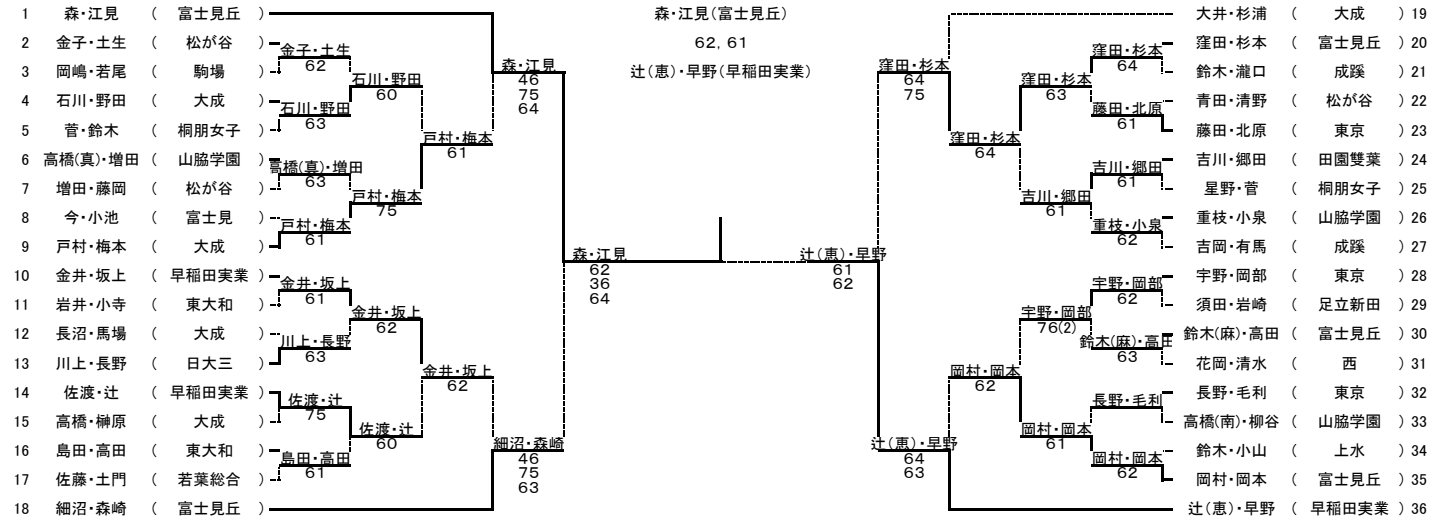 森・江見(富士見丘)
62, 61
辻(恵)・早野(早稲田実業)
1 森・江見 ( 富士見丘 )
2 金子・土生 ( 松が谷 )
3 岡嶋・若尾 ( 駒場 )
4 石川・野田 ( 大成 )
5 菅・鈴木 ( 桐朋女子 )
6 高橋(真)・増田 ( 山脇学園 )
7 増田・藤岡 ( 松が谷 )
8 今・小池 ( 富士見 )
9 戸村・梅本 ( 大成 )
10 金井・坂上 ( 早稲田実業 )
11 岩井・小寺 ( 東大和 )
12 長沼・馬場 ( 大成 )
13 川上・長野 ( 日大三 )
14 佐渡・辻 ( 早稲田実業 )
15 高橋・榊原 ( 大成 )
16 島田・高田 ( 東大和 )
17 佐藤・土門 ( 若葉総合 )
18 細沼・森崎 ( 富士見丘 )
金子・土生
62
石川・野田
63
高橋(真)・増田
63
戸村・梅本
61
金井・坂上
61
川上・長野
63
佐渡・辻
75
島田・高田
61
石川・野田
60
戸村・梅本
75
金井・坂上
62
佐渡・辻
60
戸村・梅本
61
金井・坂上
62
森・江見
46
75
64
細沼・森崎
46
75
63
森・江見
62
36
64
辻(恵)・早野
61
62
窪田・杉本
64
75
辻(恵)・早野
64
63
窪田・杉本
64
岡村・岡本
62
窪田・杉本
63
吉川・郷田
61
宇野・岡部
76(2)
岡村・岡本
61
窪田・杉本
64
藤田・北原
61
吉川・郷田
61
重枝・小泉
62
宇野・岡部
62
鈴木(麻)・高田
63
長野・毛利
岡村・岡本
62
大井・杉浦 ( 大成 ) 19
窪田・杉本 ( 富士見丘 ) 20
鈴木・瀧口 ( 成蹊 ) 21
青田・清野 ( 松が谷 ) 22
藤田・北原 ( 東京 ) 23
吉川・郷田 ( 田園雙葉 ) 24
星野・菅 ( 桐朋女子 ) 25
重枝・小泉 ( 山脇学園 ) 26
吉岡・有馬 ( 成蹊 ) 27
宇野・岡部 ( 東京 ) 28
須田・岩崎 ( 足立新田 ) 29
鈴木(麻)・高田 ( 富士見丘 ) 30
花岡・清水 ( 西 ) 31
長野・毛利 ( 東京 ) 32
高橋(南)・柳谷 ( 山脇学園 ) 33
鈴木・小山 ( 上水 ) 34
岡村・岡本 ( 富士見丘 ) 35
辻(恵)・早野 ( 早稲田実業 ) 36